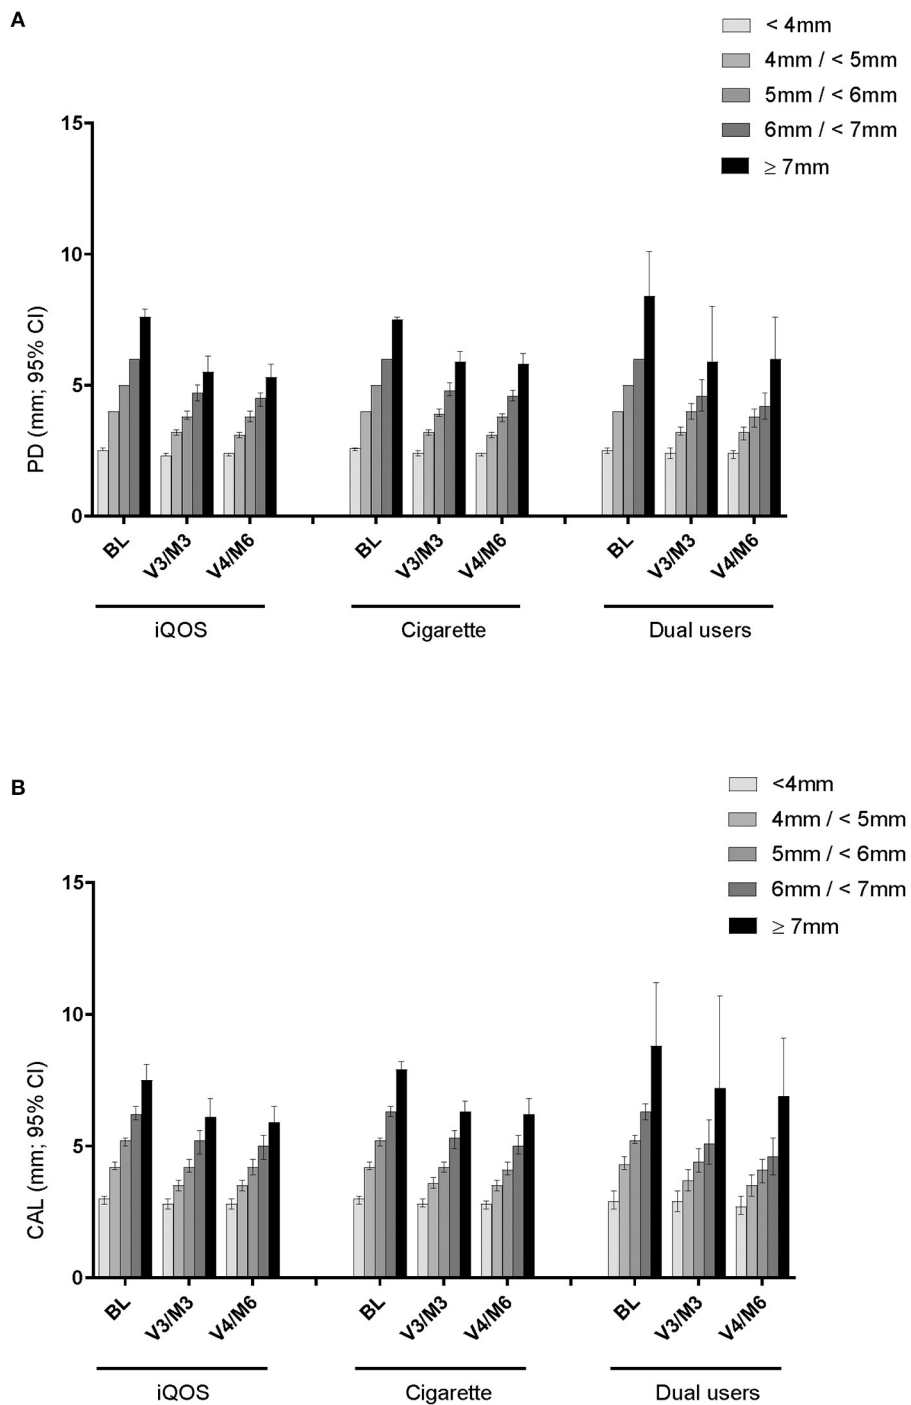 A
< 4mm
4mm / < 5mm
5mm / < 6mm
6mm / < 7mm
≥ 7mm
PD (mm; 95% CI)
15
10
5
0
BL V3/M3 V4/M6 BL V3/M3 V4/M6 BL V3/M3 V4/M6
iQOS Cigarette Dual users
B
<4mm
4mm / < 5mm
5mm / < 6mm
6mm / < 7mm
≥ 7mm
CAL (mm; 95% CI)
15
10
5
0
BL V3/M3 V4/M6 BL V3/M3 V4/M6 BL V3/M3 V4/M6
iQOS Cigarette Dual users